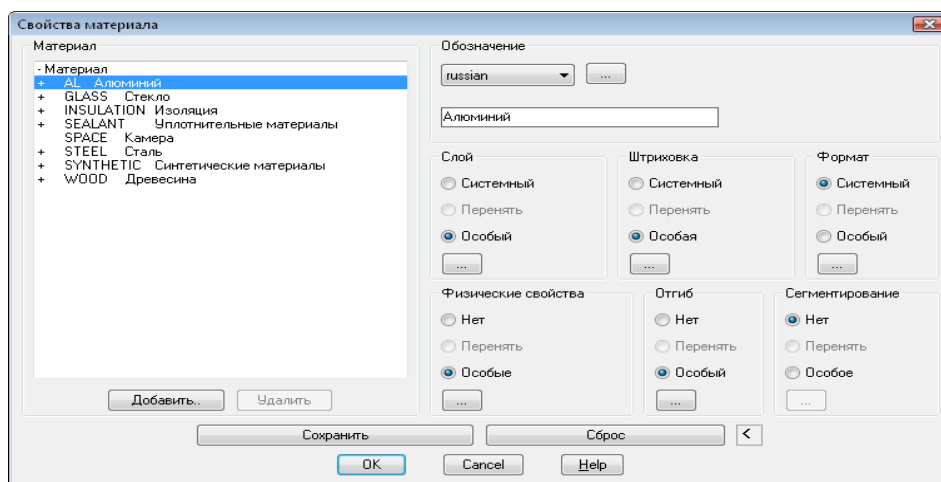 Свойства материала
Материал
- Материал
+ AL Алюминий
+ GLASS Стекло
+ INSULATION Изоляция
+ SEALANT Уплотнительные материалы
SPACE Камера
+ STEEL Сталь
+ SYNTHETIC Синтетические материалы
+ WOOD Древесина
Добавить..
Удалить
Обозначение
russian
...
Алюминий
Слой
Системный
Перенять
Особый
...
Штриховка
Системный
Перенять
Особая
...
Формат
Системный
Перенять
Особый
...
Физические свойства
Нет
Перенять
Особые
...
Отгиб
Нет
Перенять
Особый
...
Сегментирование
Нет
Перенять
Особое
...
Сохранить
Сброс
<
OK
Cancel
Help